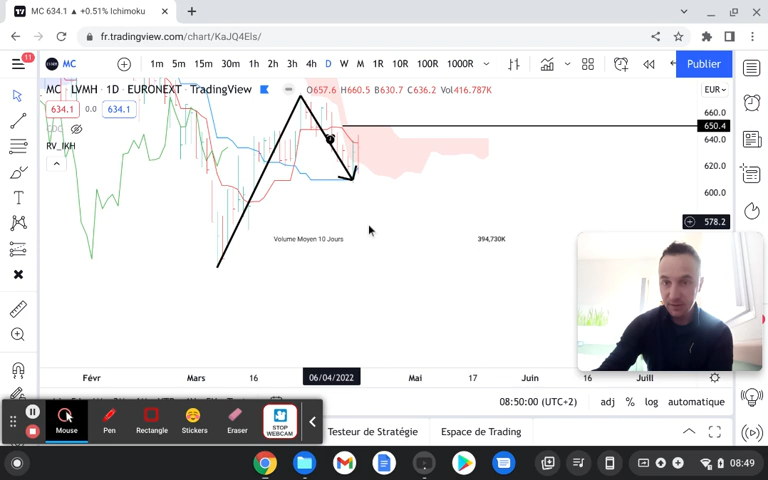 MC 634.1 ▲ +0.51% Ichimoku
fr.tradingview.com/chart/KaJQ4EIs/
11
MC
1m 5m 15m 30m 1h 2h 3h 4h D W M 1R 10R 100R 1000R
Publier
MC · LVMH · 1D · EURONEXT · TradingView
O657.6 H660.5 B630.7 C636.2 Vol416.787K
EUR
634.1 0.0 634.1
CDC
RV_IKH
660.0
650.4
640.0
620.0
600.0
578.2
Volume Moyen 10 Jours 394,730K
Févr Mars 16 06/04/2022 Mai 16 Juin 16 Juill
08:50:00 (UTC+2) adj % log automatique
Mouse Pen Rectangle Stickers Eraser STOP WEBCAM
Testeur de Stratégie Espace de Trading
08:49